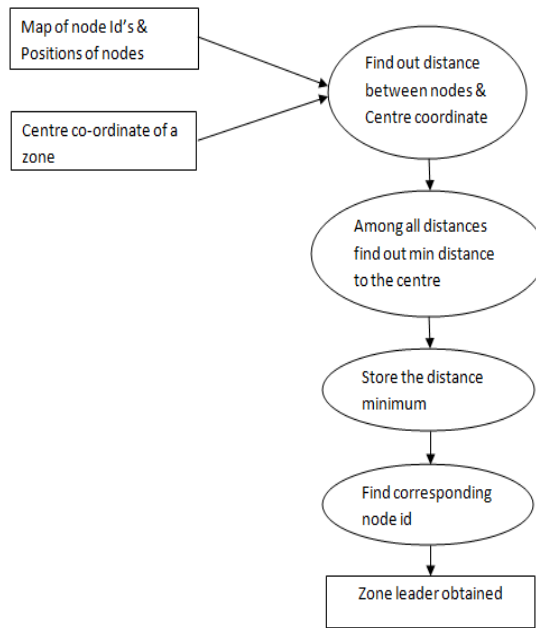 Map of node Id's &
Positions of nodes
Centre co-ordinate of a
zone
Find out distance
between nodes &
Centre coordinate
Among all distances
find out min distance
to the centre
Store the distance
minimum
Find corresponding
node id
Zone leader obtained